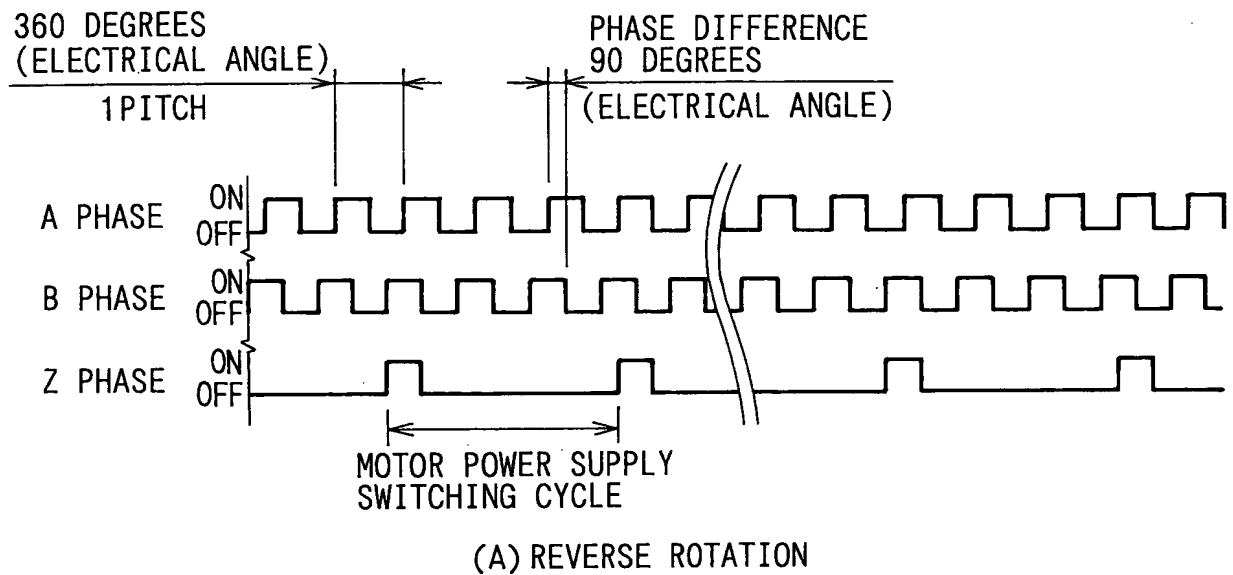 360 DEGREES
(ELECTRICAL ANGLE)
1PITCH
PHASE DIFFERENCE
90 DEGREES
(ELECTRICAL ANGLE)
A PHASE
ON
OFF
B PHASE
ON
OFF
Z PHASE
ON
OFF
MOTOR POWER SUPPLY
SWITCHING CYCLE
(A) REVERSE ROTATION